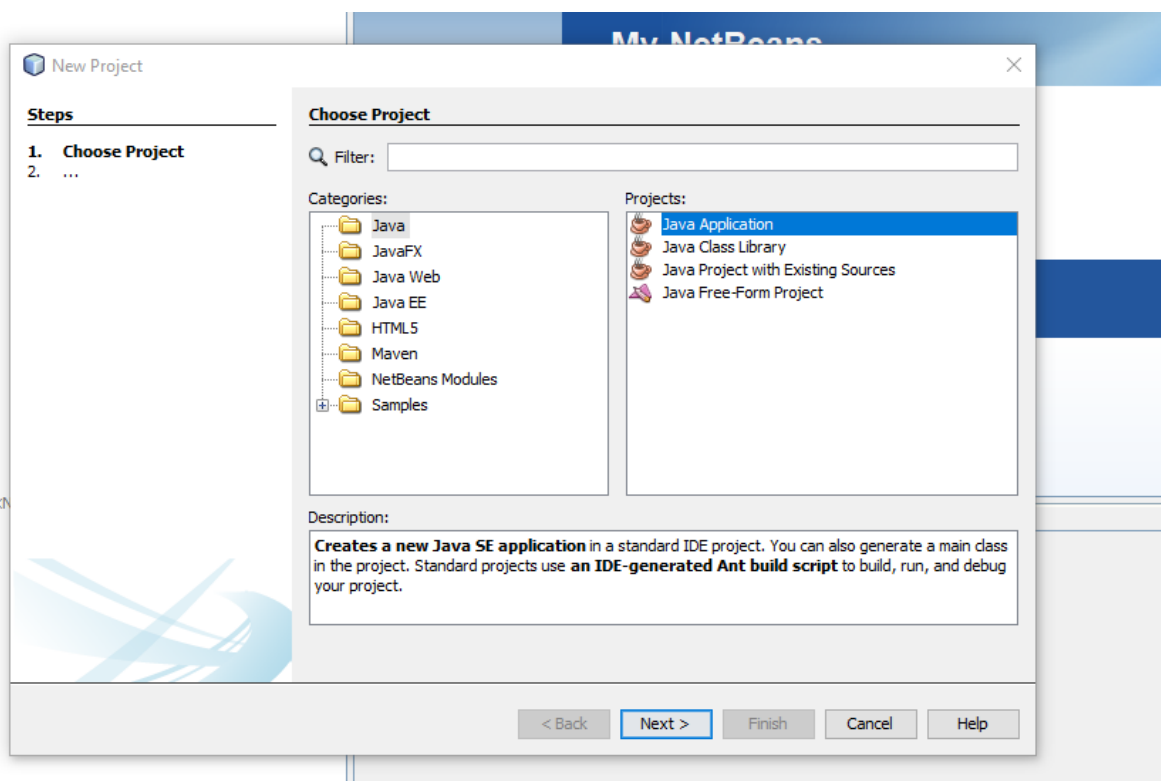 My NetBeans
New Project
Steps
1. Choose Project
2. ...
Choose Project
Filter:
Categories:
Java
JavaFX
Java Web
Java EE
HTML5
Maven
NetBeans Modules
Samples
Projects:
Java Application
Java Class Library
Java Project with Existing Sources
Java Free-Form Project
Description:
Creates a new Java SE application in a standard IDE project. You can also generate a main class
in the project. Standard projects use an IDE-generated Ant build script to build, run, and debug
your project.
< Back
Next >
Finish
Cancel
Help